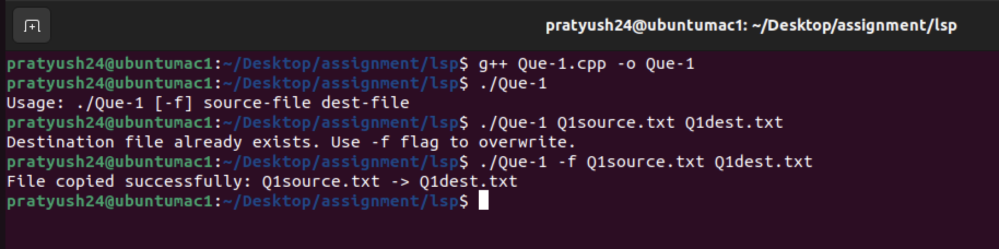 pratyush24@ubuntumac1: ~/Desktop/assignment/lsp
pratyush24@ubuntumac1:~/Desktop/assignment/lsp$ g++ Que-1.cpp -o Que-1
pratyush24@ubuntumac1:~/Desktop/assignment/lsp$ ./Que-1
Usage: ./Que-1 [-f] source-file dest-file
pratyush24@ubuntumac1:~/Desktop/assignment/lsp$ ./Que-1 Q1source.txt Q1dest.txt
Destination file already exists. Use -f flag to overwrite.
pratyush24@ubuntumac1:~/Desktop/assignment/lsp$ ./Que-1 -f Q1source.txt Q1dest.txt
File copied successfully: Q1source.txt -> Q1dest.txt
pratyush24@ubuntumac1:~/Desktop/assignment/lsp$